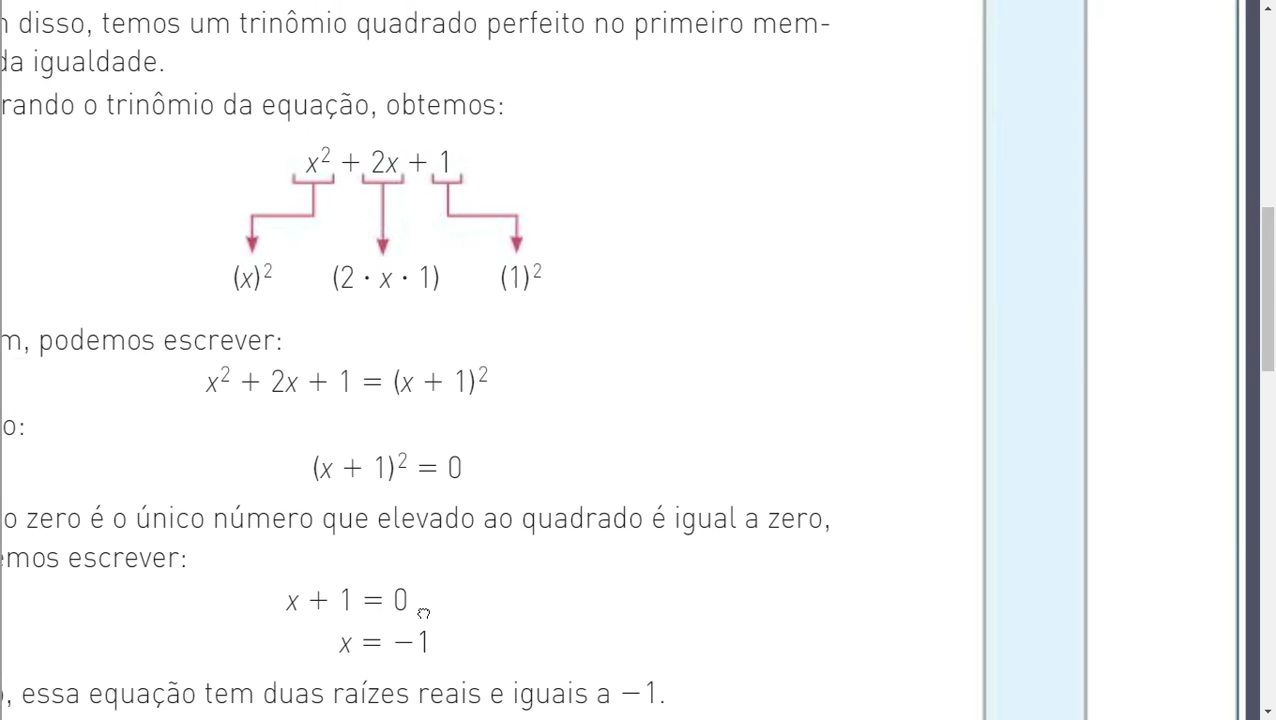 disso, temos um trinômio quadrado perfeito no primeiro mem-
da igualdade.
rando o trinômio da equação, obtemos:
x² + 2x + 1
(x)² (2 · x · 1) (1)²
m, podemos escrever:
x² + 2x + 1 = (x + 1)²
o:
(x + 1)² = 0
o zero é o único número que elevado ao quadrado é igual a zero,
emos escrever:
x + 1 = 0
x = −1
, essa equação tem duas raízes reais e iguais a −1.